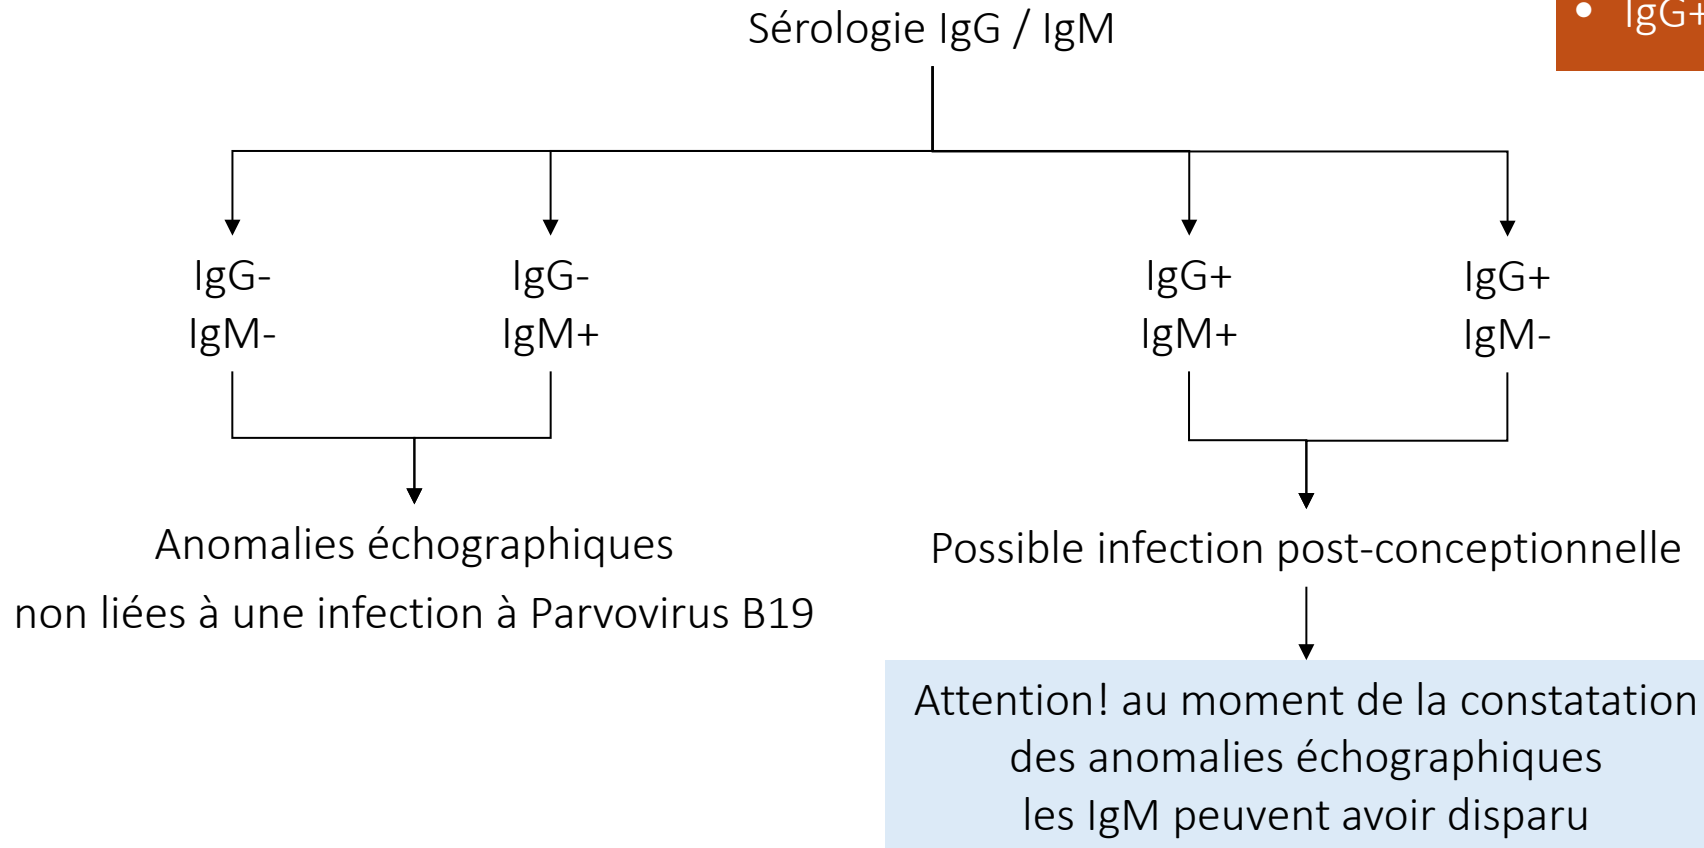 Sérologie IgG / IgM
• IgG+
IgG-
IgM-
IgG-
IgM+
IgG+
IgM+
IgG+
IgM-
Anomalies échographiques
non liées à une infection à Parvovirus B19
Possible infection post-conceptionnelle
Attention! au moment de la constatation
des anomalies échographiques
les IgM peuvent avoir disparu